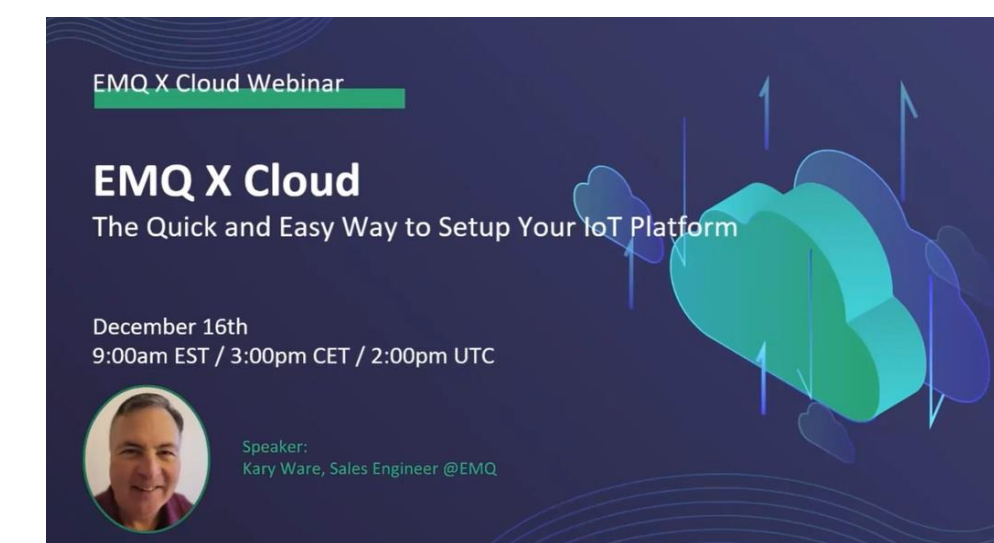 EMQ X Cloud Webinar
EMQ X Cloud
The Quick and Easy Way to Setup Your IoT Platform
December 16th
9:00am EST / 3:00pm CET / 2:00pm UTC
Speaker:
Kary Ware, Sales Engineer @EMQ